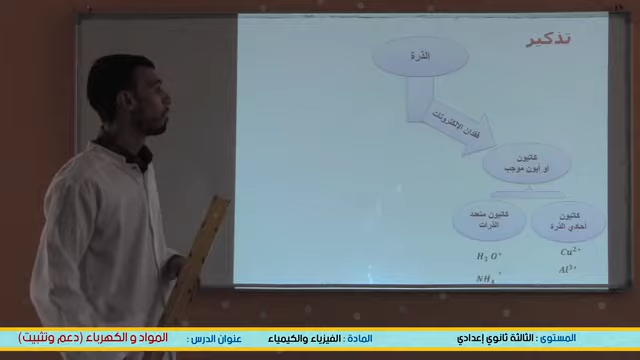 تذكير
الذرة
فقدان الإلكترونات
كاتيون
أو أيون موجب
كاتيون
أحادي الذرة
كاتيون متعدد
الذرات
Cu²⁺
Al³⁺
H₃O⁺
NH₄⁺
المستوى : الثالثة ثانوي إعدادي
المادة : الفيزياء والكيمياء
عنوان الدرس : المواد و الكهرباء (دعم وتثبيت)